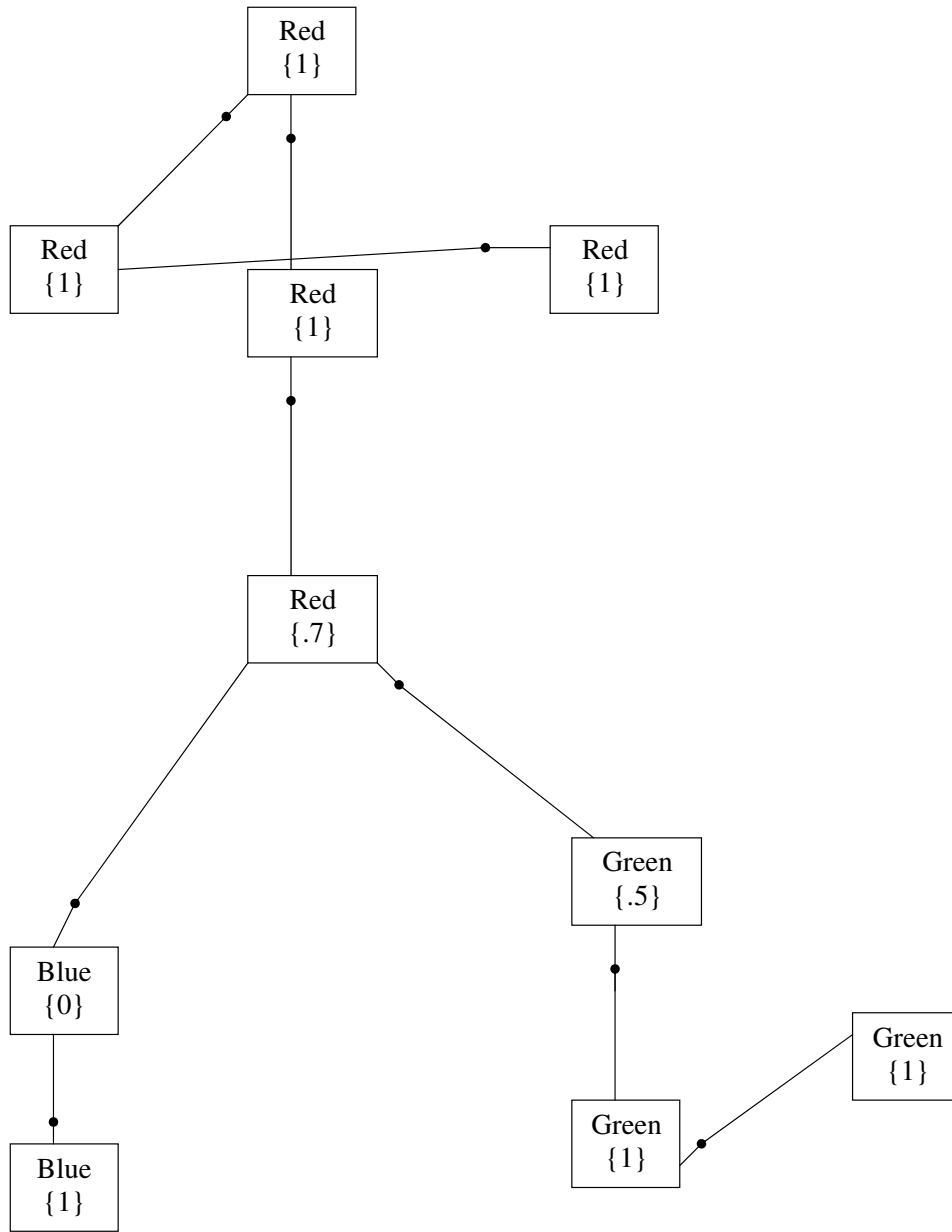 Red
{1}
Red
{1}
Red
{1}
Red
{1}
Red
{.7}
Green
{.5}
Blue
{0}
Green
{1}
Green
{1}
Blue
{1}